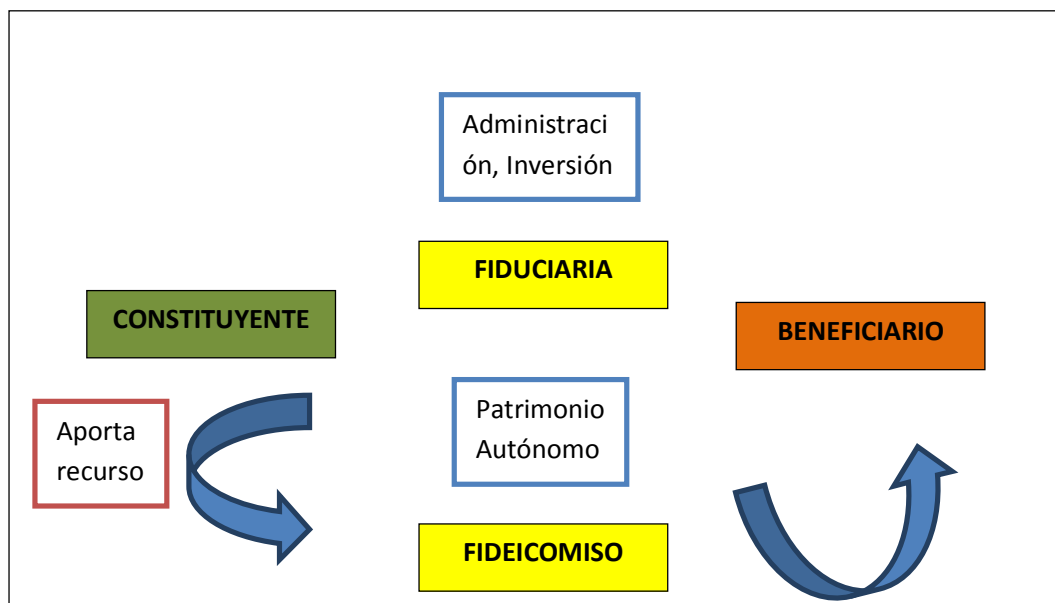 Administraci
ón, Inversión
FIDUCIARIA
CONSTITUYENTE
BENEFICIARIO
Aporta
recurso
Patrimonio
Autónomo
FIDEICOMISO